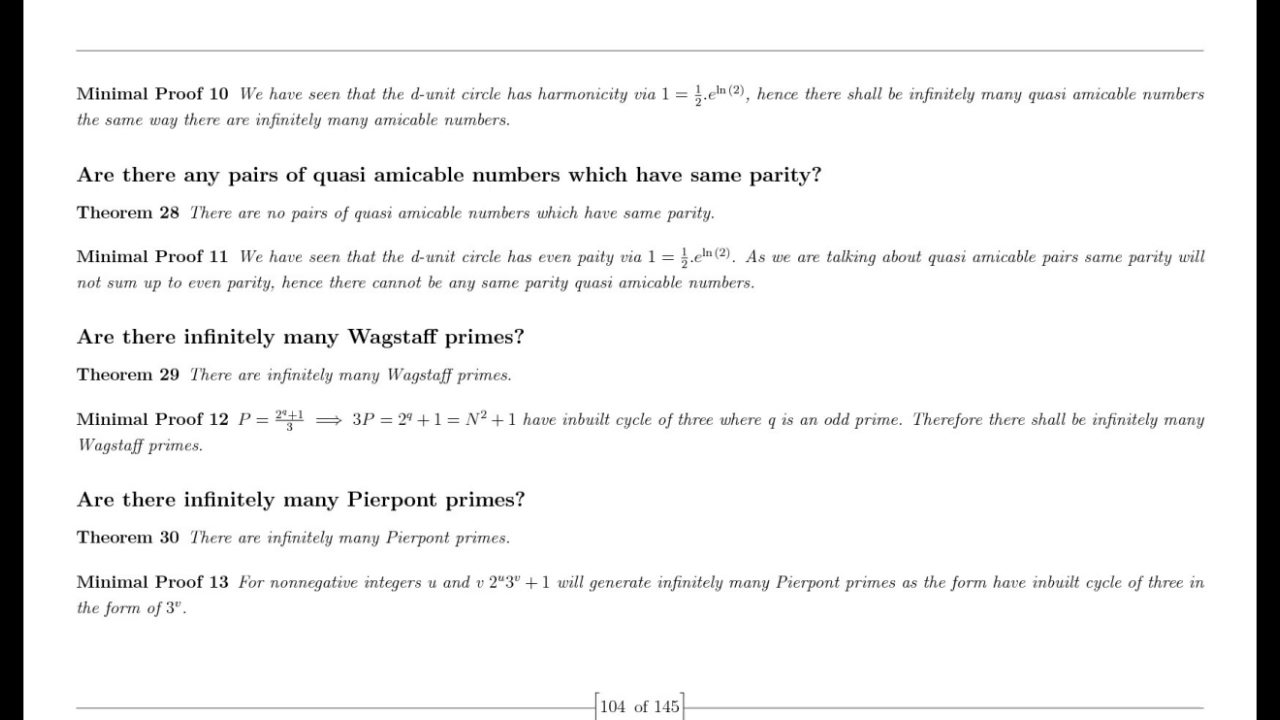 Minimal Proof 10 We have seen that the d-unit circle has harmonicity via 1 = \frac{1}{2}.e^{\ln(2)}, hence there shall be infinitely many quasi amicable numbers
the same way there are infinitely many amicable numbers.
Are there any pairs of quasi amicable numbers which have same parity?
Theorem 28 There are no pairs of quasi amicable numbers which have same parity.
Minimal Proof 11 We have seen that the d-unit circle has even paity via 1 = \frac{1}{2}.e^{\ln(2)}. As we are talking about quasi amicable pairs same parity will
not sum up to even parity, hence there cannot be any same parity quasi amicable numbers.
Are there infinitely many Wagstaff primes?
Theorem 29 There are infinitely many Wagstaff primes.
Minimal Proof 12 P = \frac{2^q+1}{3} ⟹ 3P = 2^q + 1 = N^2 + 1 have inbuilt cycle of three where q is an odd prime. Therefore there shall be infinitely many
Wagstaff primes.
Are there infinitely many Pierpont primes?
Theorem 30 There are infinitely many Pierpont primes.
Minimal Proof 13 For nonnegative integers u and v 2^u3^v + 1 will generate infinitely many Pierpont primes as the form have inbuilt cycle of three in
the form of 3^v.
[104 of 145]